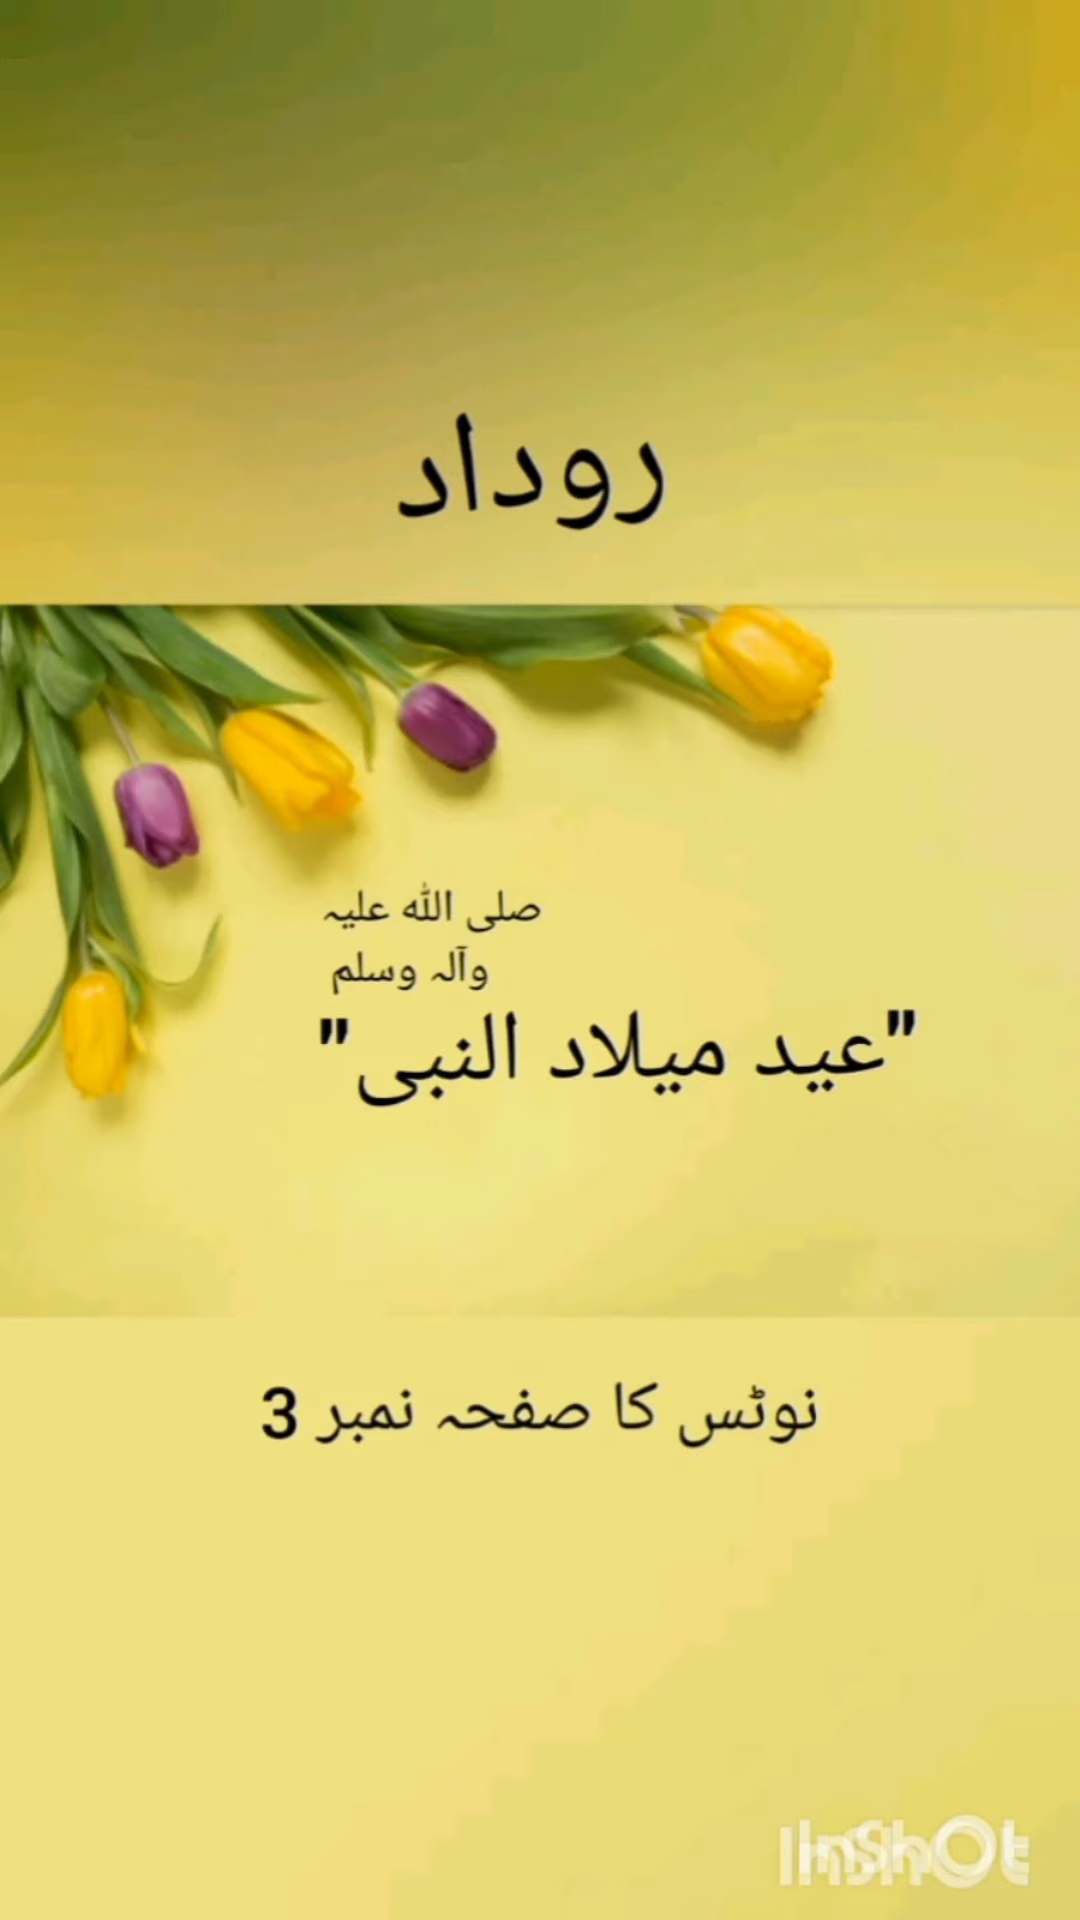 روداد
صلی اللہ علیہ
وآلہ وسلم
"عید میلاد النبی"
نوٹس کا صفحہ نمبر 3
InShOt